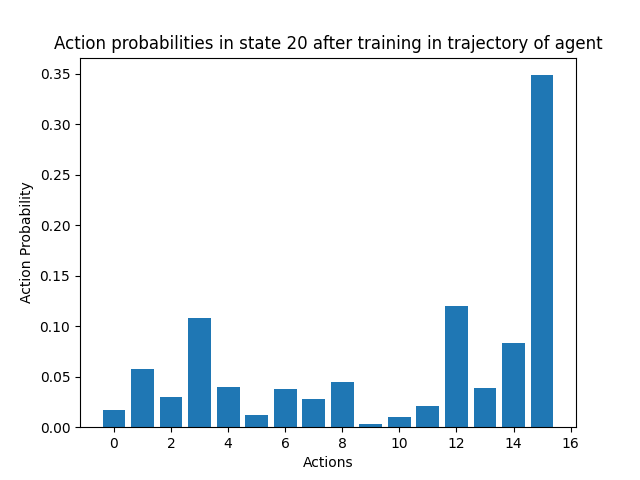 Action probabilities in state 20 after training in trajectory of agent
0.35
0.30
0.25
0.20
0.15
0.10
0.05
0.00
Action Probability
0 2 4 6 8 10 12 14 16
Actions